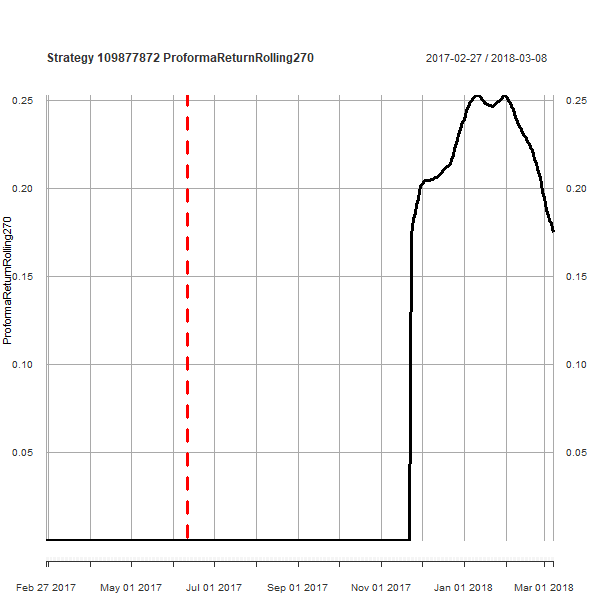 Strategy 109877872 ProformaReturnRolling270
2017-02-27 / 2018-03-08
ProformaReturnRolling270
0.25
0.25
0.20
0.20
0.15
0.15
0.10
0.10
0.05
0.05
Feb 27 2017
May 01 2017
Jul 01 2017
Sep 01 2017
Nov 01 2017
Jan 01 2018
Mar 01 2018